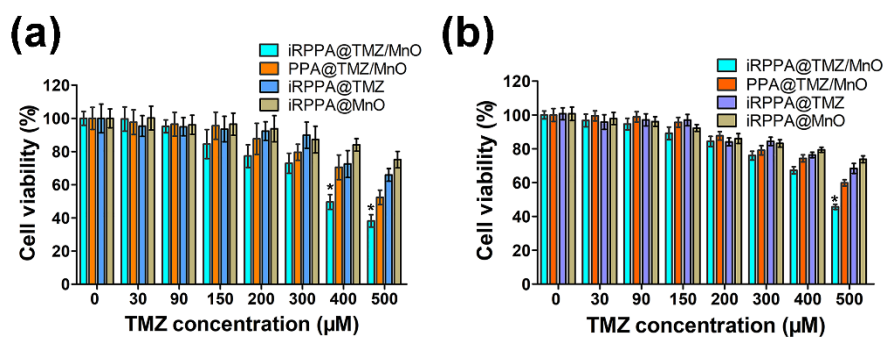 (a)
iRPPA@TMZ/MnO
PPA@TMZ/MnO
iRPPA@TMZ
iRPPA@MnO
Cell viability (%)
120
100
80
60
40
20
0
* *
0 30 90 150 200 300 400 500
TMZ concentration (µM)
(b)
iRPPA@TMZ/MnO
PPA@TMZ/MnO
iRPPA@TMZ
iRPPA@MnO
Cell viability (%)
120
100
80
60
40
20
0
*
0 30 90 150 200 300 400 500
TMZ concentration (µM)